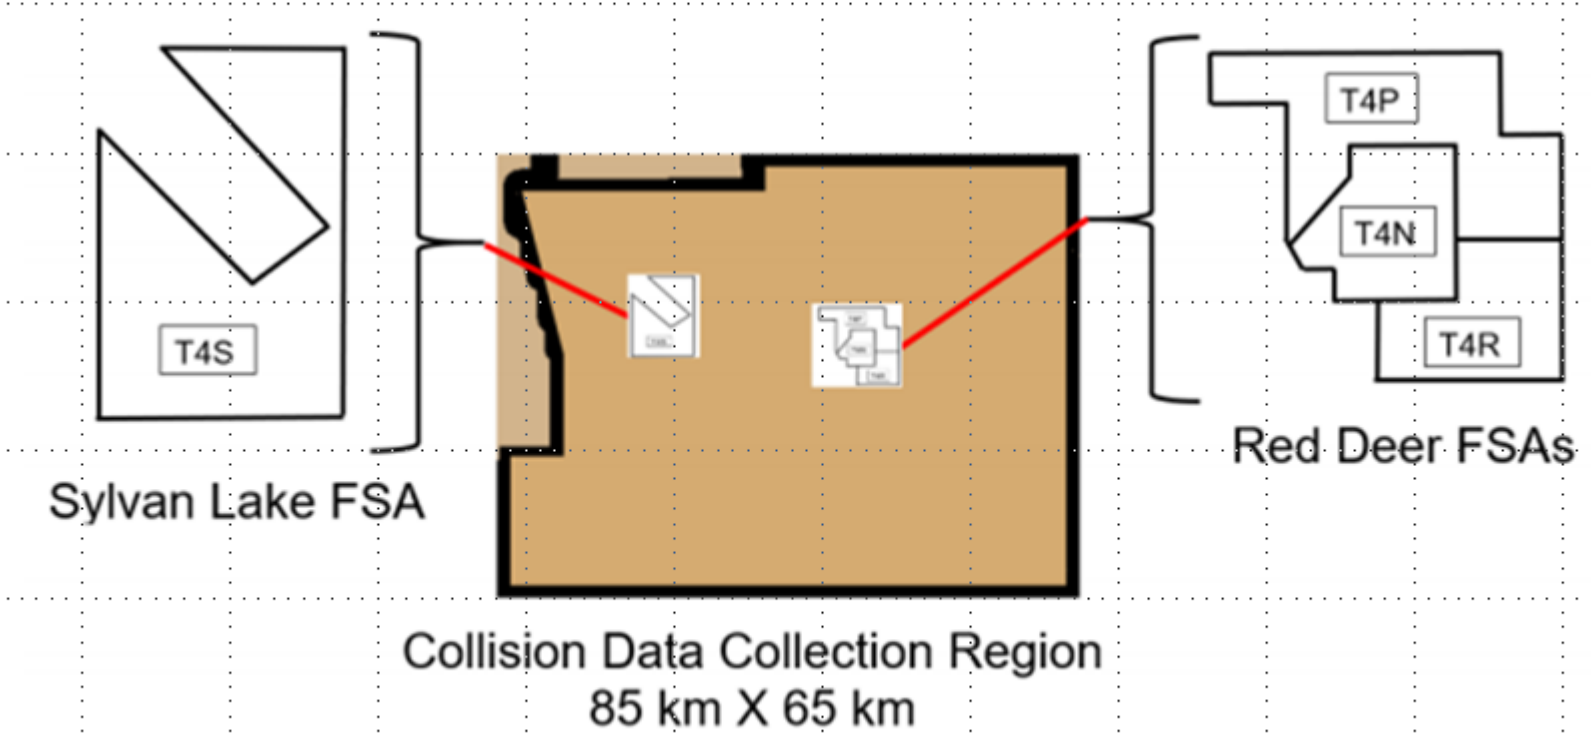 T4P
T4N
T4S
T4R
Red Deer FSAs
Sylvan Lake FSA
Collision Data Collection Region
85 km X 65 km